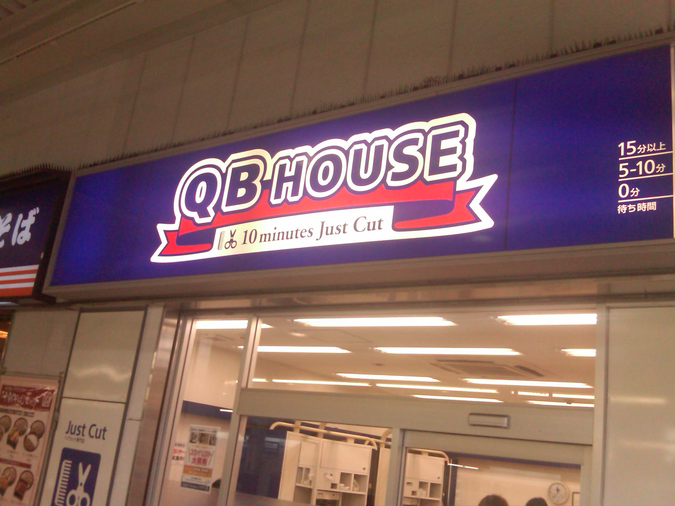 QB HOUSE
10 minutes Just Cut
15分以上
5-10分
0分
待ち時間
そば
Just Cut